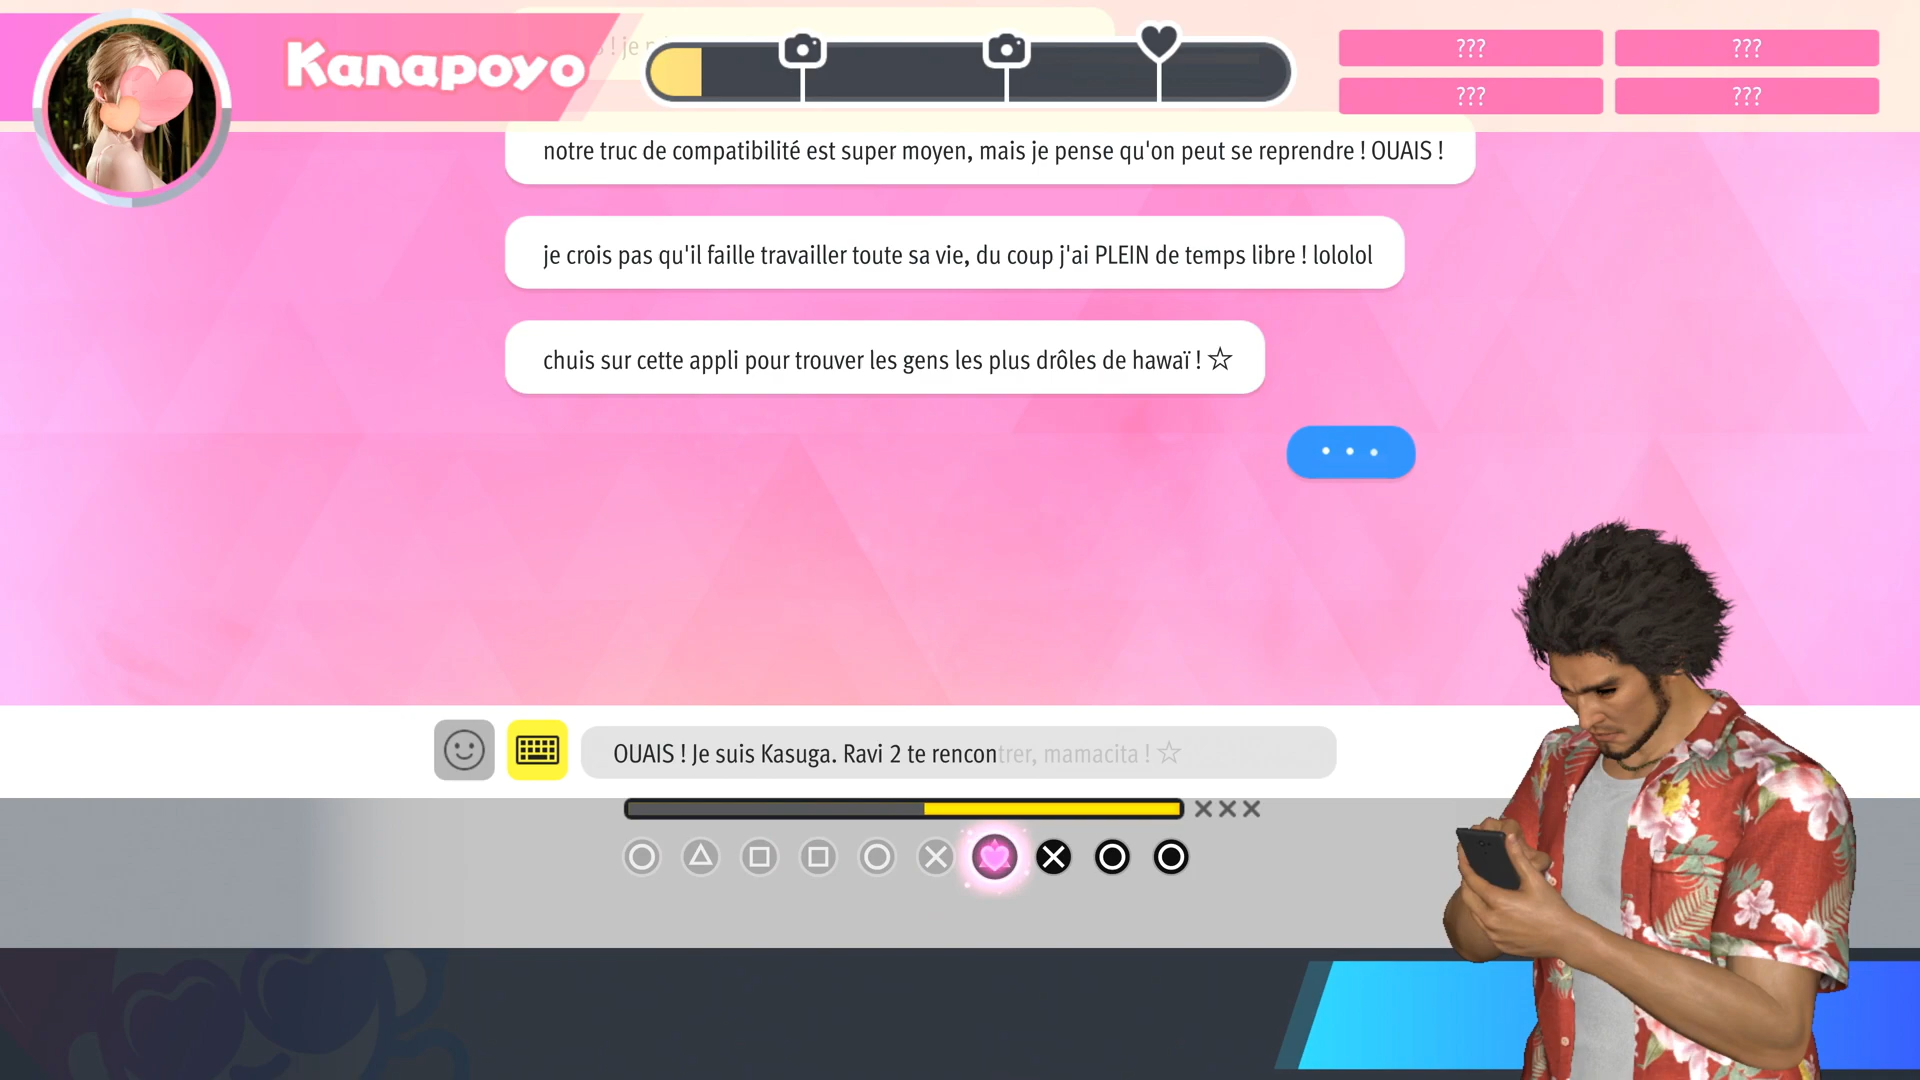 Kanapoyo
??? ???
??? ???
notre truc de compatibilité est super moyen, mais je pense qu'on peut se reprendre ! OUAIS !
je crois pas qu'il faille travailler toute sa vie, du coup j'ai PLEIN de temps libre ! lololol
chuis sur cette appli pour trouver les gens les plus drôles de hawaï ! ☆
OUAIS ! Je suis Kasuga. Ravi 2 te rencontrer, mamacita ! ☆